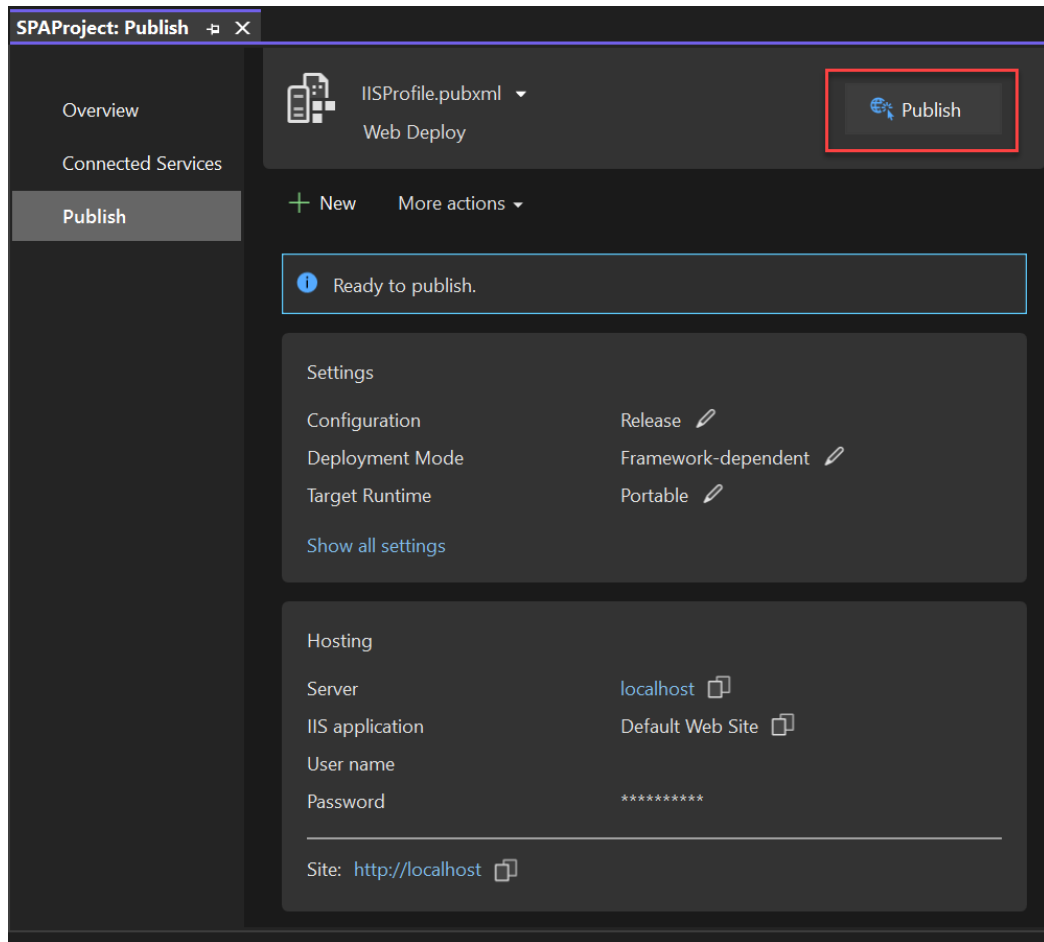 SPAProject: Publish
Overview
Connected Services
Publish
IISProfile.pubxml
Web Deploy
Publish
New
More actions
Ready to publish.
Settings
Configuration Release
Deployment Mode Framework-dependent
Target Runtime Portable
Show all settings
Hosting
Server localhost
IIS application Default Web Site
User name
Password **********
Site: http://localhost